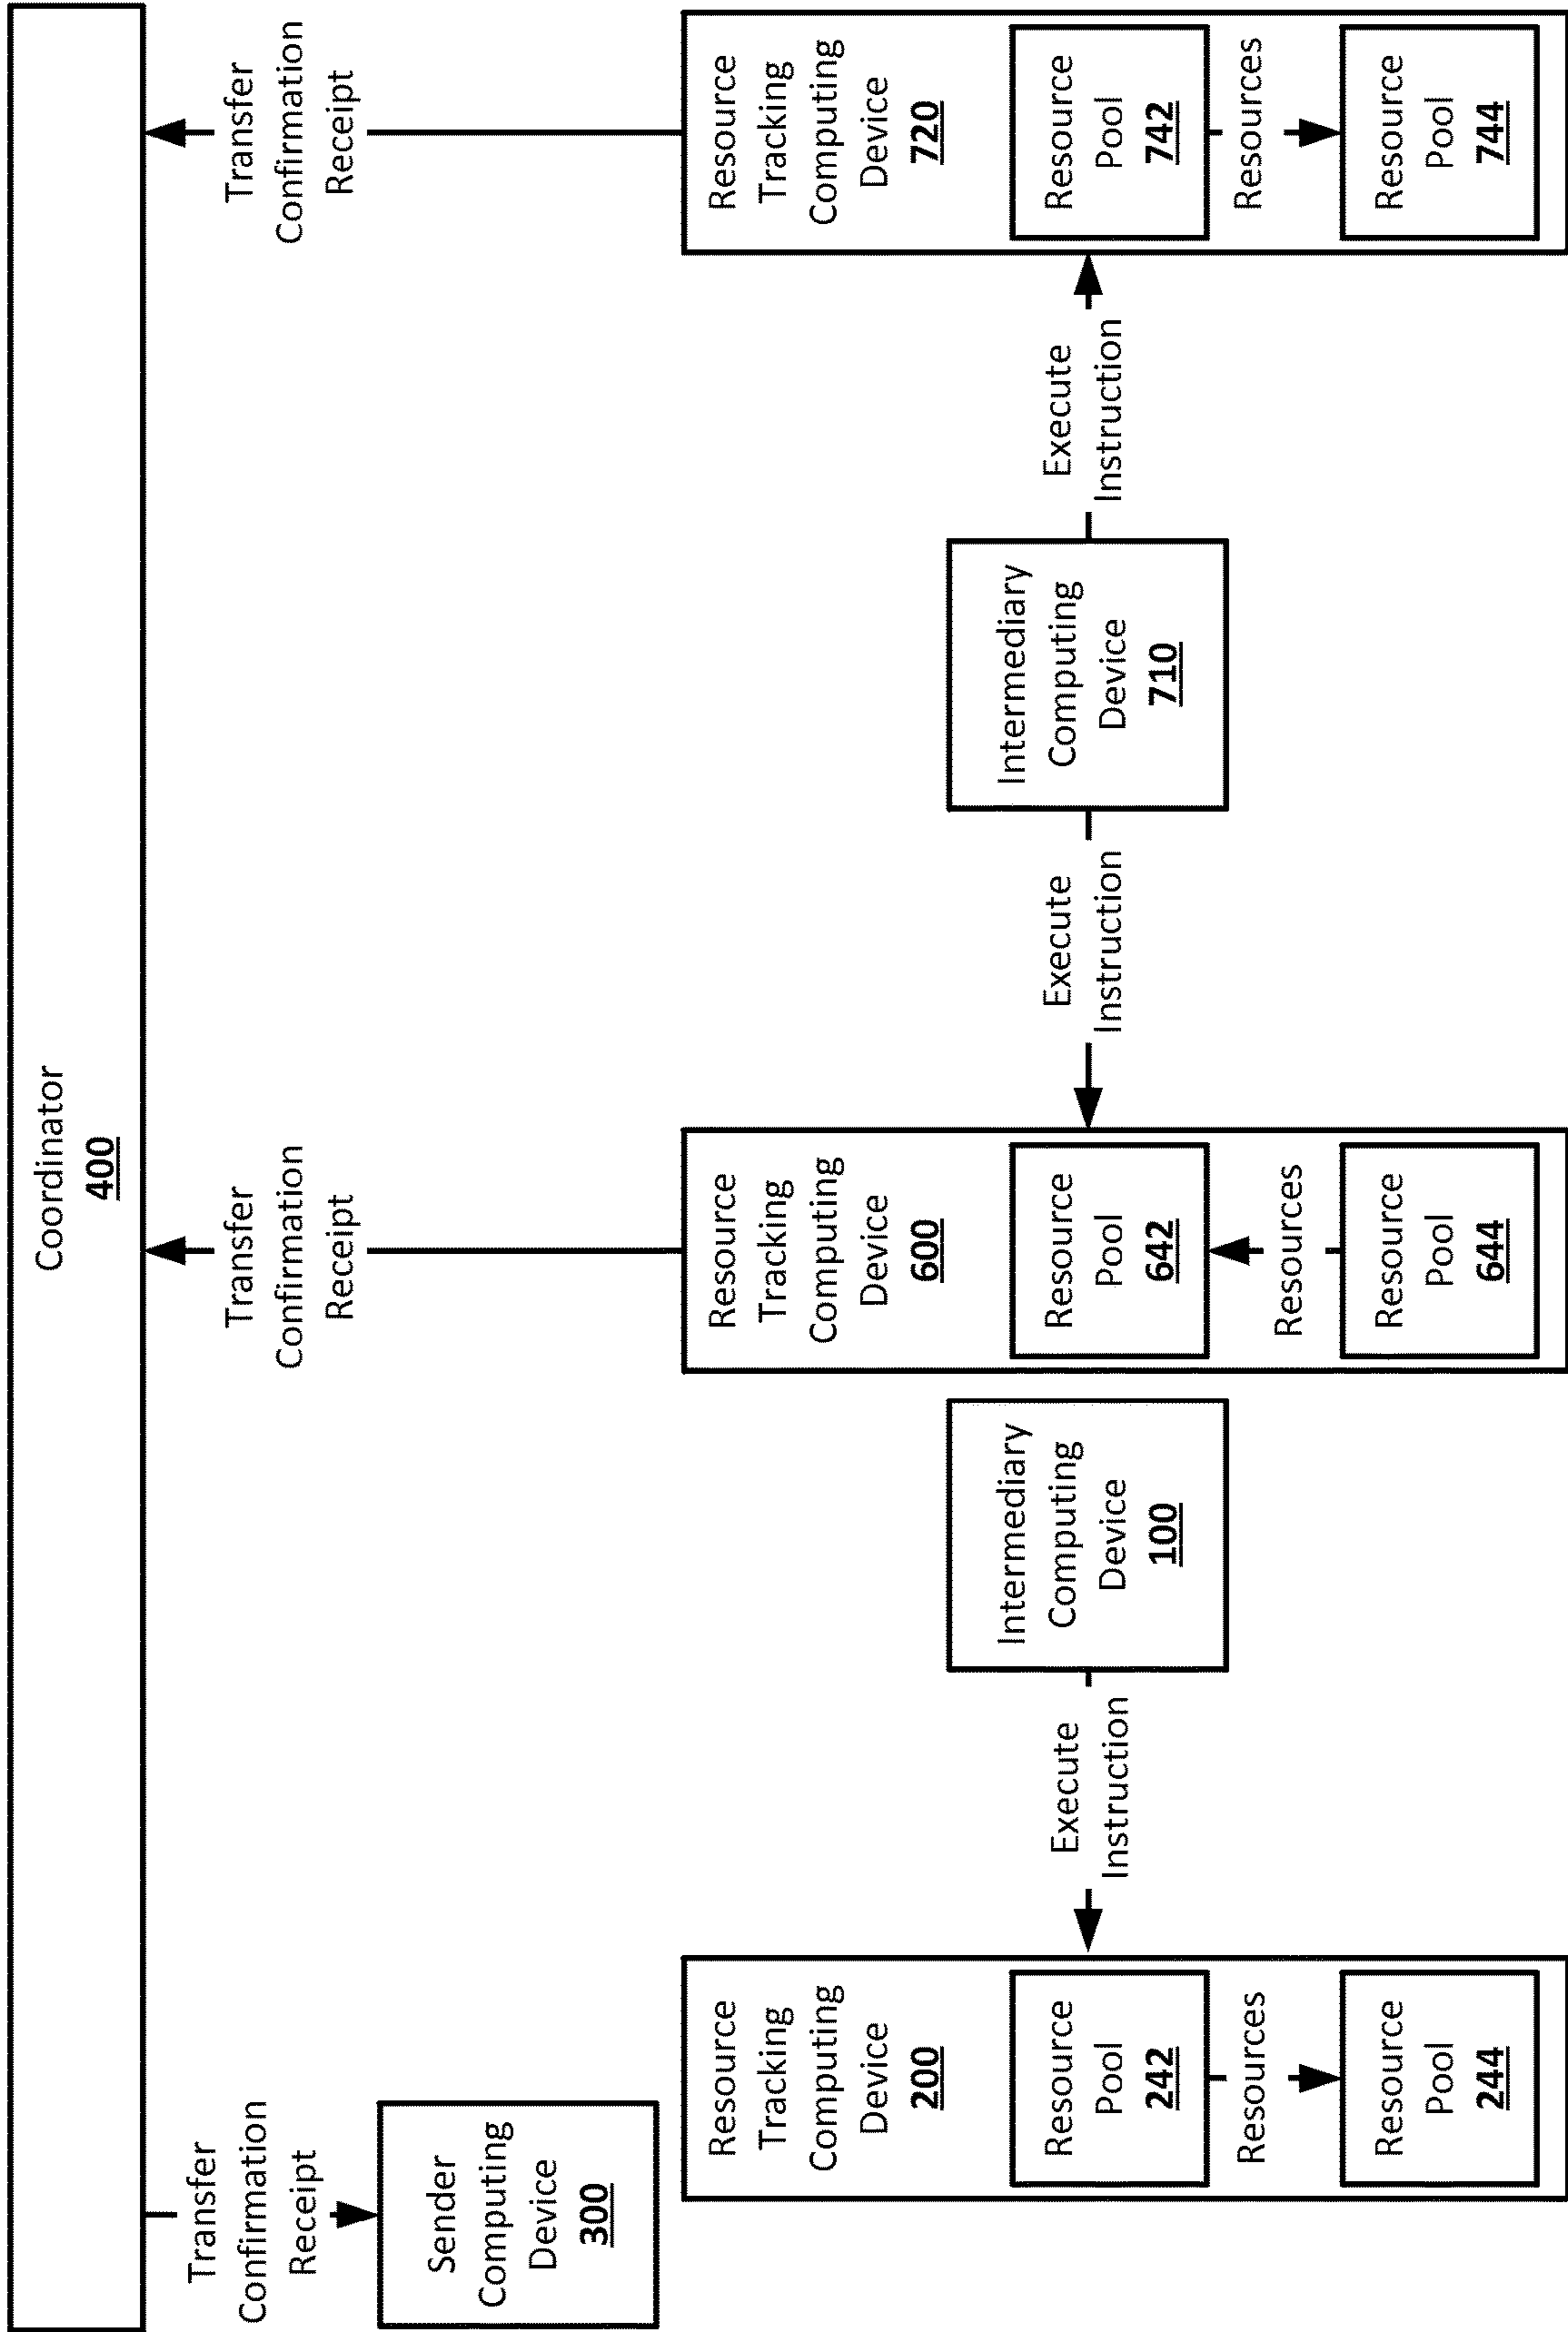 Coordinator
400
Transfer
Confirmation
Receipt
Transfer
Confirmation
Receipt
Transfer
Confirmation
Receipt
Sender
Computing
Device
300
Resource
Tracking
Computing
Device
200
Resource
Pool
242
Resources
Resource
Pool
244
Execute
Instruction
Intermediary
Computing
Device
100
Resource
Tracking
Computing
Device
600
Resource
Pool
642
Resources
Resource
Pool
644
Execute
Instruction
Intermediary
Computing
Device
710
Execute
Instruction
Resource
Tracking
Computing
Device
720
Resource
Pool
742
Resources
Resource
Pool
744